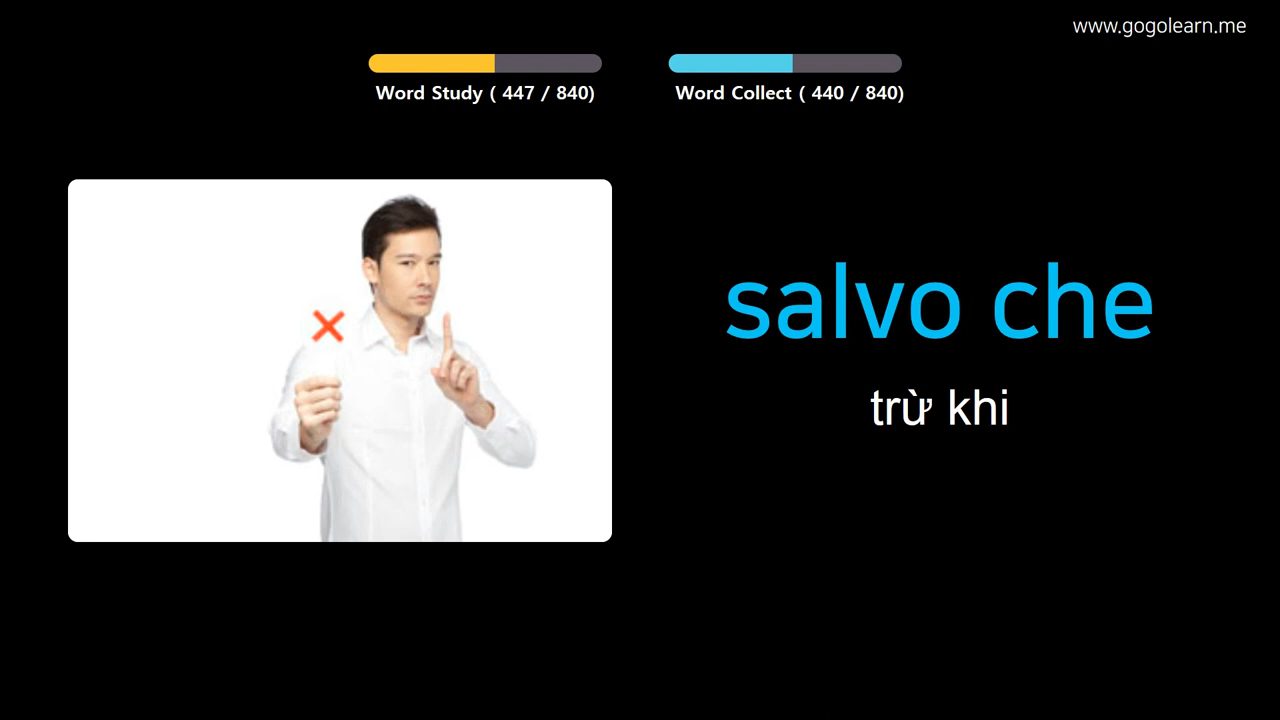 www.gogolearn.me
Word Study ( 447 / 840)
Word Collect ( 440 / 840)
salvo che
trừ khi